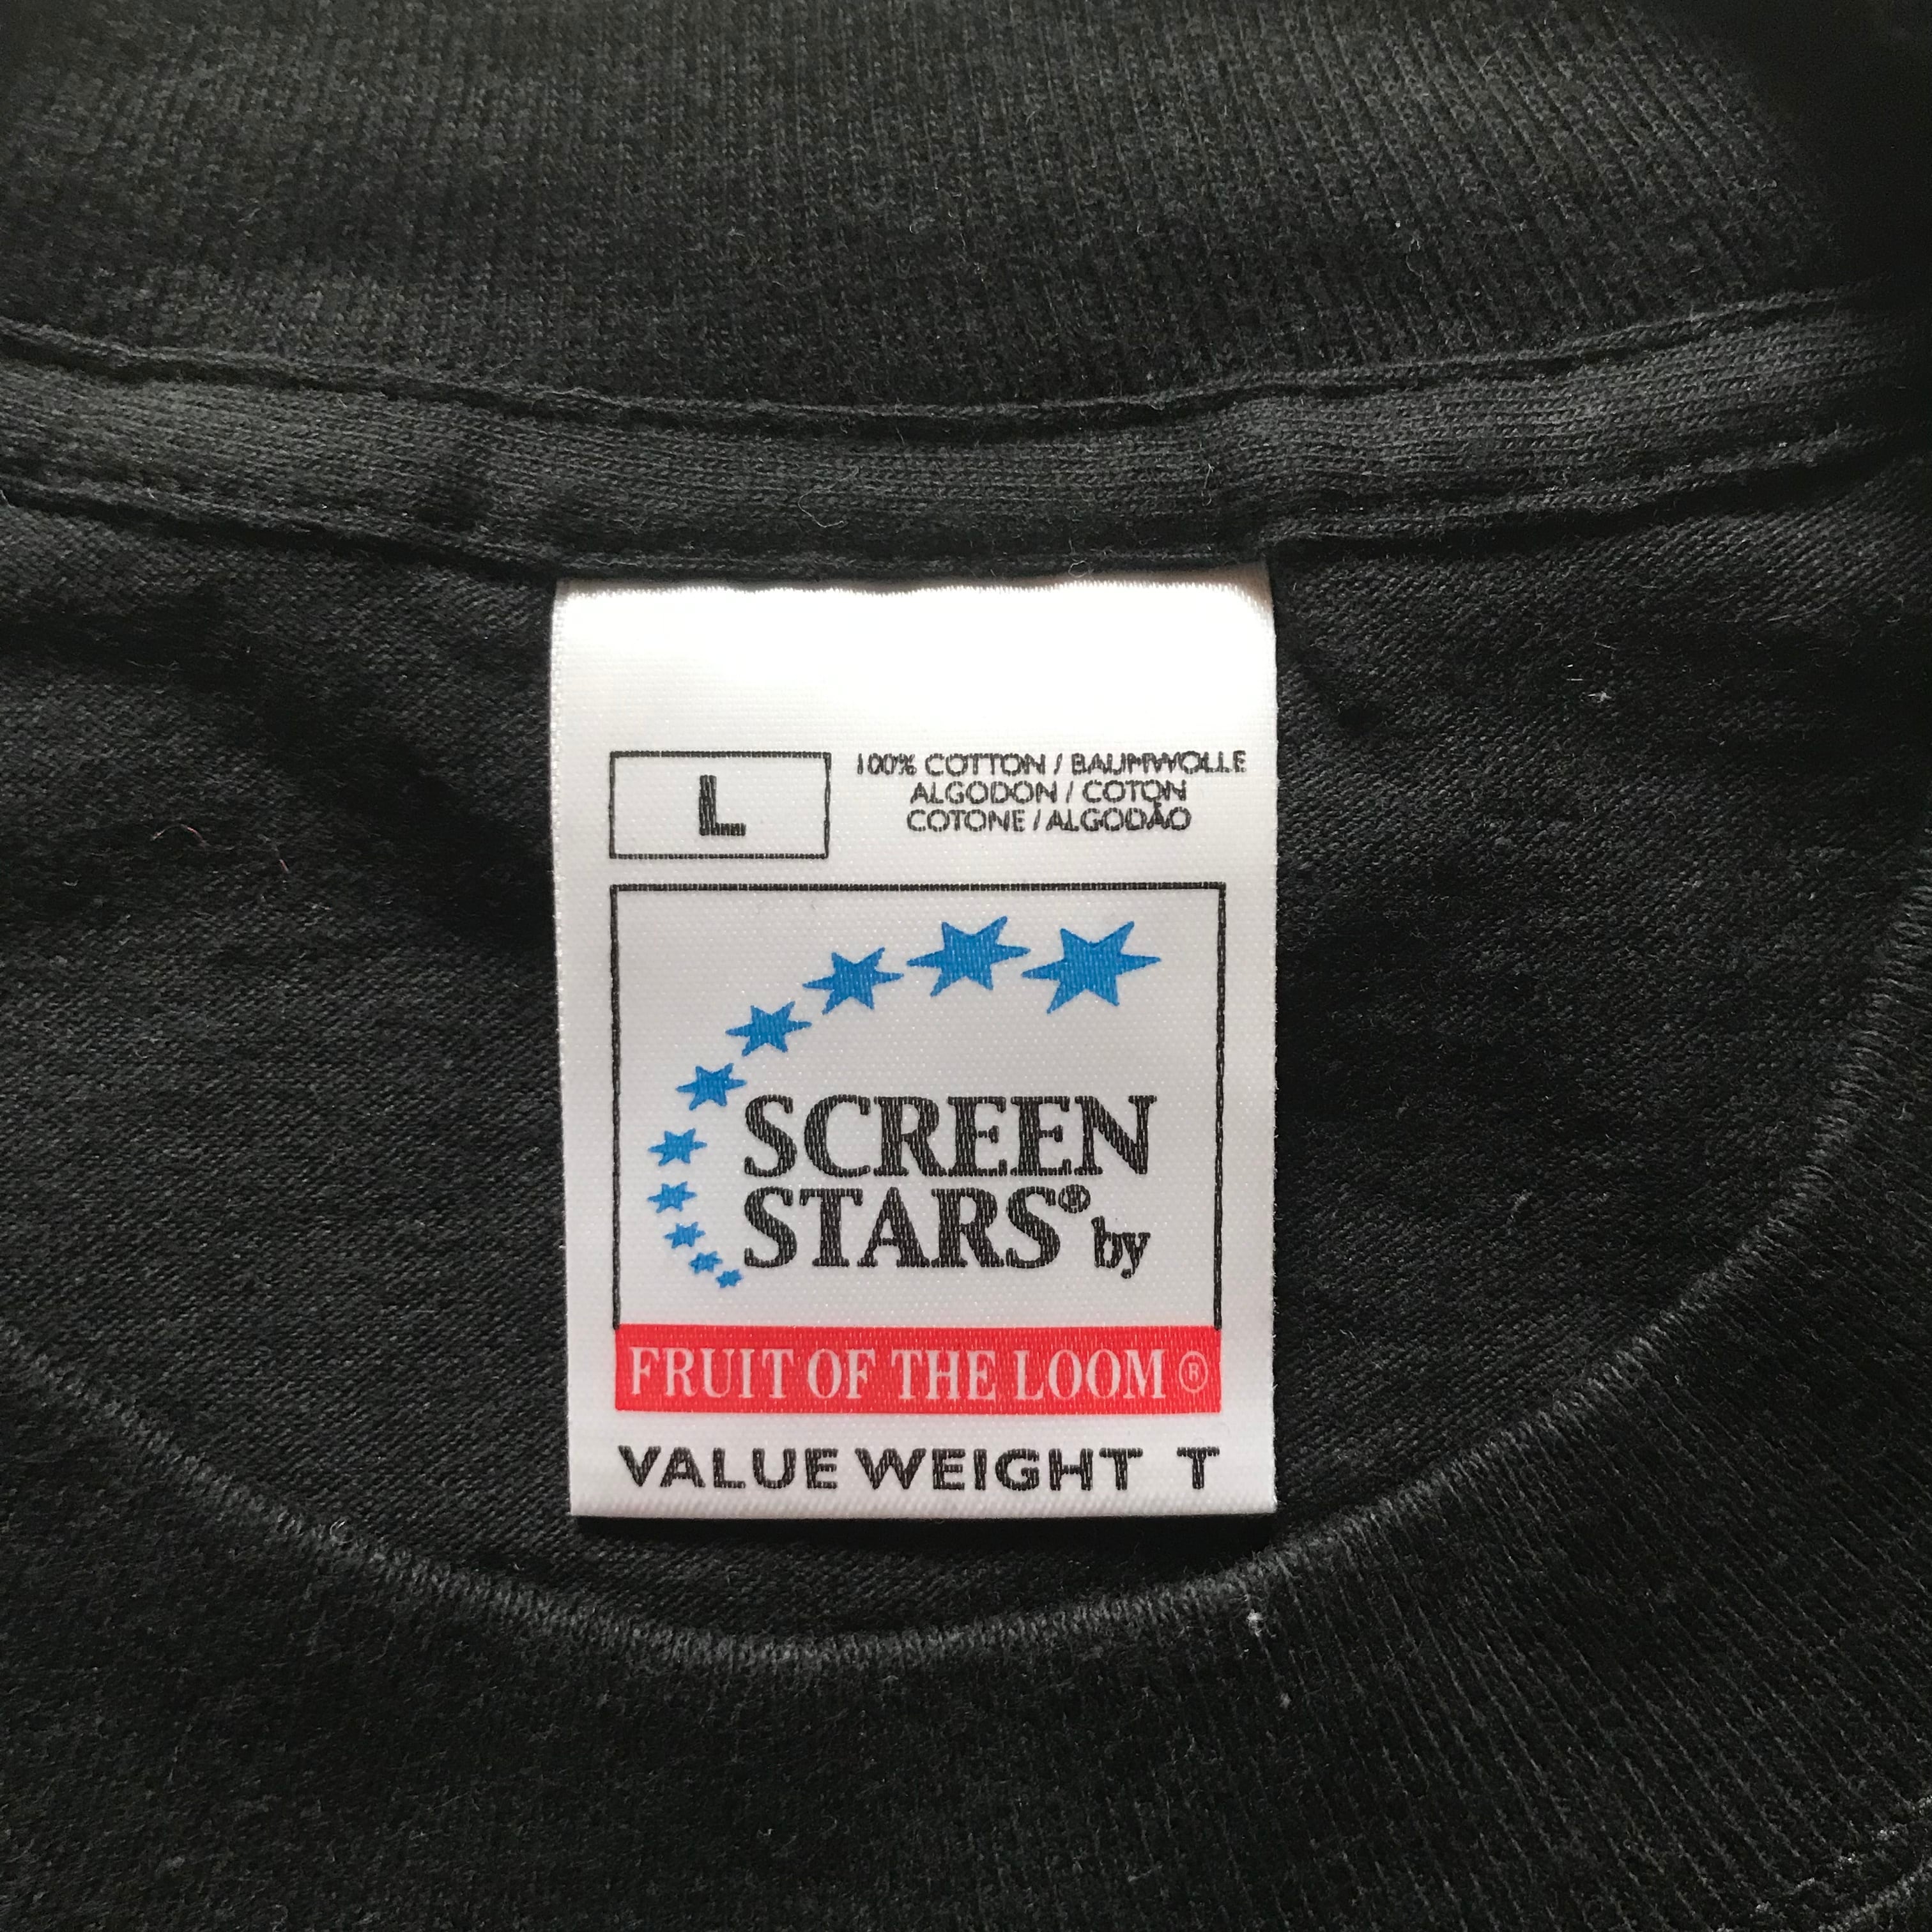 L
100% COTTON / BAUMWOLLE
ALGODON / COTON
COTONE / ALGODÃO
SCREEN
STARS® by
FRUIT OF THE LOOM ®
VALUE WEIGHT T